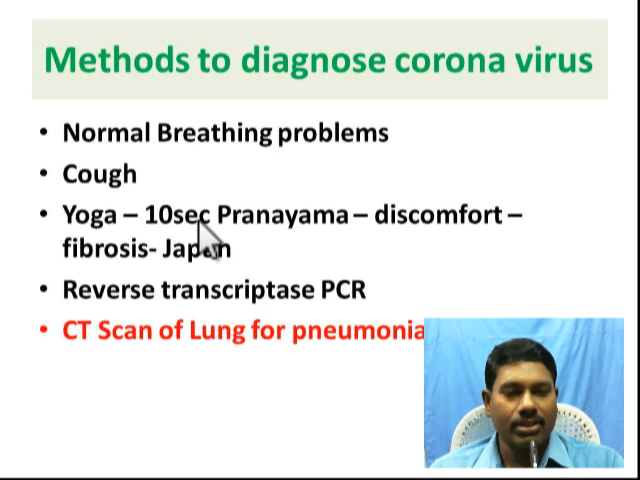 Methods to diagnose corona virus
• Normal Breathing problems
• Cough
• Yoga – 10sec Pranayama – discomfort –
fibrosis- Japan
• Reverse transcriptase PCR
• CT Scan of Lung for pneumonia